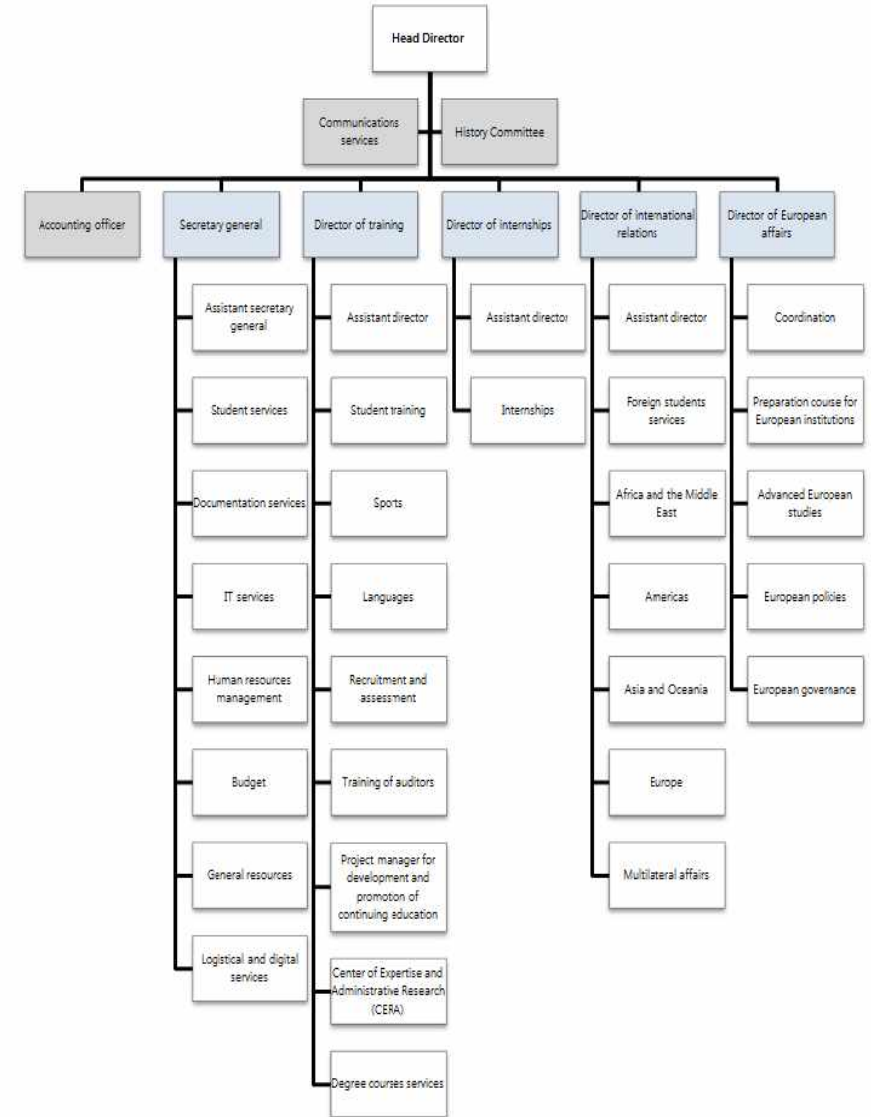 Head Director
Communications
services
History Committee
Accounting officer
Secretary general
Director of training
Director of internships
Director of international
relations
Director of European
affairs
Assistant secretary
general
Student services
Documentation services
IT services
Human resources
management
Budget
General resources
Logistical and digital
services
Assistant director
Student training
Sports
Languages
Recruitment and
assessment
Training of auditors
Project manager for
development and
promotion of
continuing education
Center of Expertise and
Administrative Research
(CERA)
Degree courses services
Assistant director
Internships
Assistant director
Foreign students
services
Africa and the Middle
East
Americas
Asia and Oceania
Europe
Multilateral affairs
Coordination
Preparation course for
European institutions
Advanced European
studies
European policies
European governance